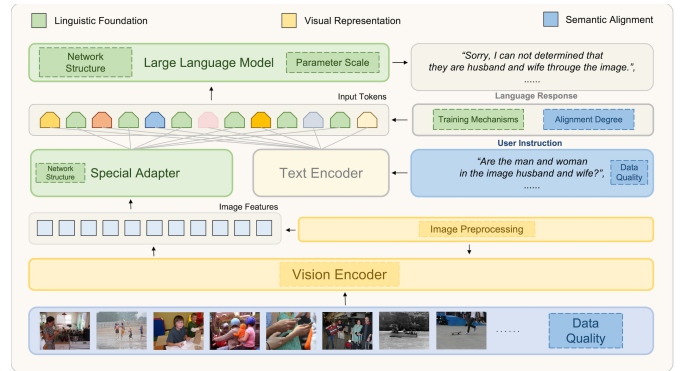 Linguistic Foundation
Visual Representation
Semantic Alignment
Network
Structure
Large Language Model
Parameter Scale
“Sorry, I can not determined that
they are husband and wife througe the image.”,
......
Language Response
Input Tokens
Training Mechanisms
Alignment Degree
User Instruction
Network
Structure
Special Adapter
Text Encoder
“Are the man and woman
in the image husband and wife?”,
......
Data
Quality
Image Features
Image Preprocessing
Vision Encoder
......
Data
Quality